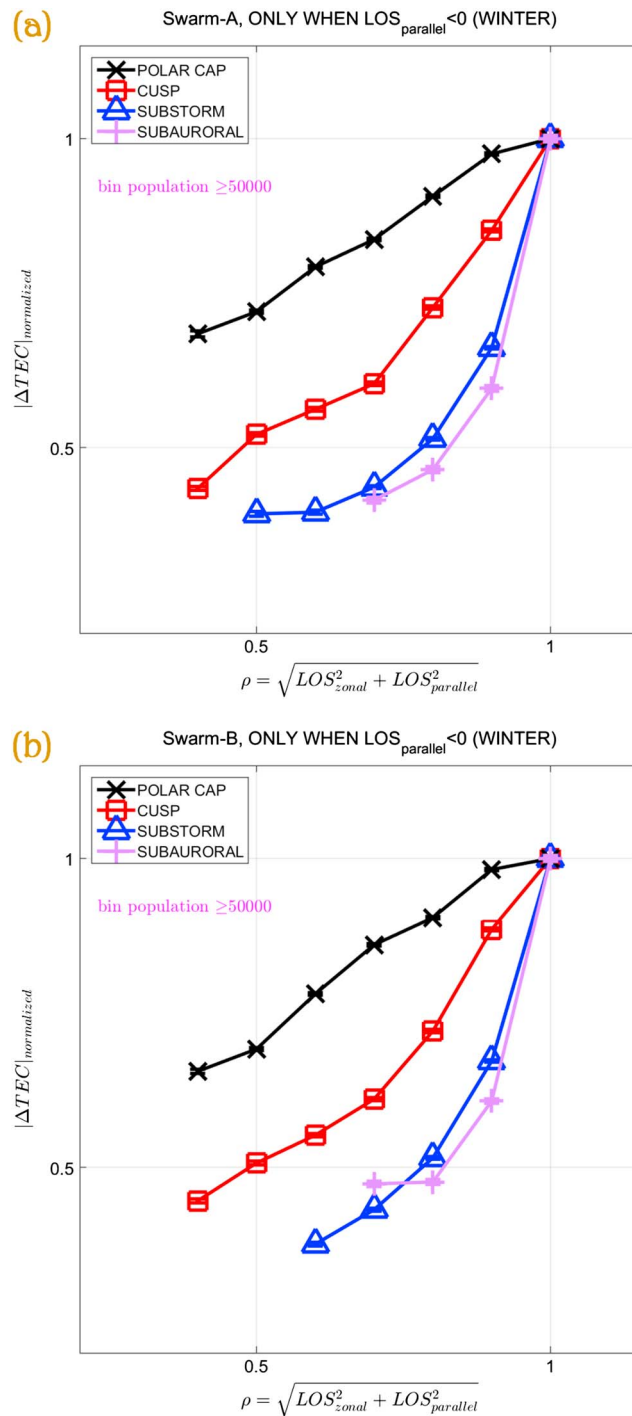 (a)
Swarm-A, ONLY WHEN LOS_parallel<0 (WINTER)
POLAR CAP
CUSP
SUBSTORM
SUBAURORAL
bin population ≥50000
|ΔTEC|_normalized
1
0.5
0.5 1
ρ = √(LOS²_zonal + LOS²_parallel)
(b)
Swarm-B, ONLY WHEN LOS_parallel<0 (WINTER)
POLAR CAP
CUSP
SUBSTORM
SUBAURORAL
bin population ≥50000
|ΔTEC|_normalized
1
0.5
0.5 1
ρ = √(LOS²_zonal + LOS²_parallel)